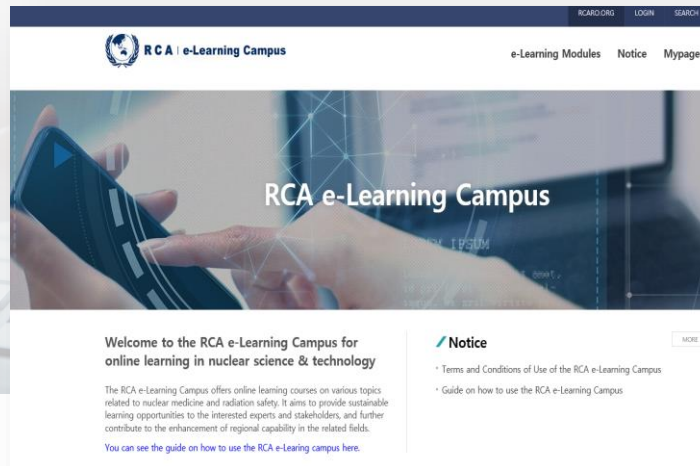 RCARO.ORG LOGIN SEARCH
R C A | e-Learning Campus
e-Learning Modules Notice Mypage
RCA e-Learning Campus
LOREM IPSUM
Welcome to the RCA e-Learning Campus for
online learning in nuclear science & technology
The RCA e-Learning Campus offers online learning courses on various topics
related to nuclear medicine and radiation safety. It aims to provide sustainable
learning opportunities to the interested experts and stakeholders, and further
contribute to the enhancement of regional capability in the related fields.
You can see the guide on how to use the RCA e-Learing campus here.
Notice
MORE
· Terms and Conditions of Use of the RCA e-Learning Campus
· Guide on how to use the RCA e-Learning Campus